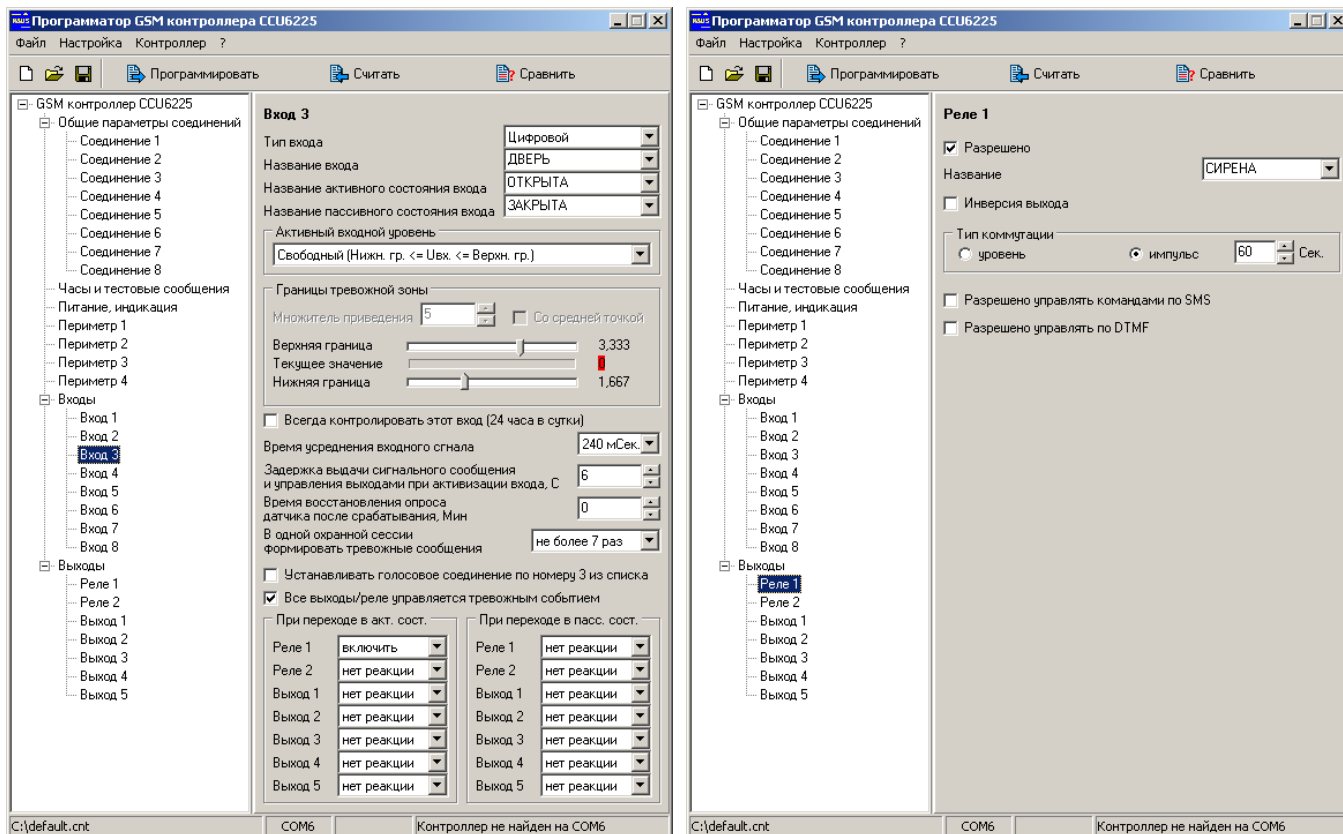 Программатор GSM контроллера CCU6225
Файл Настройка Контроллер ?
Программировать Считать Сравнить
GSM контроллер CCU6225
Общие параметры соединений
Соединение 1
Соединение 2
Соединение 3
Соединение 4
Соединение 5
Соединение 6
Соединение 7
Соединение 8
Часы и тестовые сообщения
Питание, индикация
Периметр 1
Периметр 2
Периметр 3
Периметр 4
Входы
Вход 1
Вход 2
Вход 3
Вход 4
Вход 5
Вход 6
Вход 7
Вход 8
Выходы
Реле 1
Реле 2
Выход 1
Выход 2
Выход 3
Выход 4
Выход 5
Вход 3
Тип входа Цифровой
Название входа ДВЕРЬ
Название активного состояния входа ОТКРЫТА
Название пассивного состояния входа ЗАКРЫТА
Активный входной уровень
Свободный (Нижн. гр. <= Uвх. <= Верхн. гр.)
Границы тревожной зоны
Множитель приведения 5 Со средней точкой
Верхняя граница 3,333
Текущее значение 0
Нижняя граница 1,667
Всегда контролировать этот вход (24 часа в сутки)
Время усреднения входного сгнала 240 мСек.
Задержка выдачи сигнального сообщения
и управления выходами при активизации входа, С 6
Время восстановления опроса
датчика после срабатывания, Мин 0
В одной охранной сессии
формировать тревожные сообщения не более 7 раз
Устанавливать голосовое соединение по номеру 3 из списка
Все выходы/реле управляется тревожным событием
При переходе в акт. сост.
Реле 1 включить
Реле 2 нет реакции
Выход 1 нет реакции
Выход 2 нет реакции
Выход 3 нет реакции
Выход 4 нет реакции
Выход 5 нет реакции
При переходе в пасс. сост.
Реле 1 нет реакции
Реле 2 нет реакции
Выход 1 нет реакции
Выход 2 нет реакции
Выход 3 нет реакции
Выход 4 нет реакции
Выход 5 нет реакции
C:\default.cnt COM6 Контроллер не найден на COM6
Программатор GSM контроллера CCU6225
Файл Настройка Контроллер ?
Программировать Считать Сравнить
GSM контроллер CCU6225
Общие параметры соединений
Соединение 1
Соединение 2
Соединение 3
Соединение 4
Соединение 5
Соединение 6
Соединение 7
Соединение 8
Часы и тестовые сообщения
Питание, индикация
Периметр 1
Периметр 2
Периметр 3
Периметр 4
Входы
Вход 1
Вход 2
Вход 3
Вход 4
Вход 5
Вход 6
Вход 7
Вход 8
Выходы
Реле 1
Реле 2
Выход 1
Выход 2
Выход 3
Выход 4
Выход 5
Реле 1
Разрешено
Название СИРЕНА
Инверсия выхода
Тип коммутации
уровень импульс 60 Сек.
Разрешено управлять командами по SMS
Разрешено управлять по DTMF
C:\default.cnt COM6 Контроллер не найден на COM6